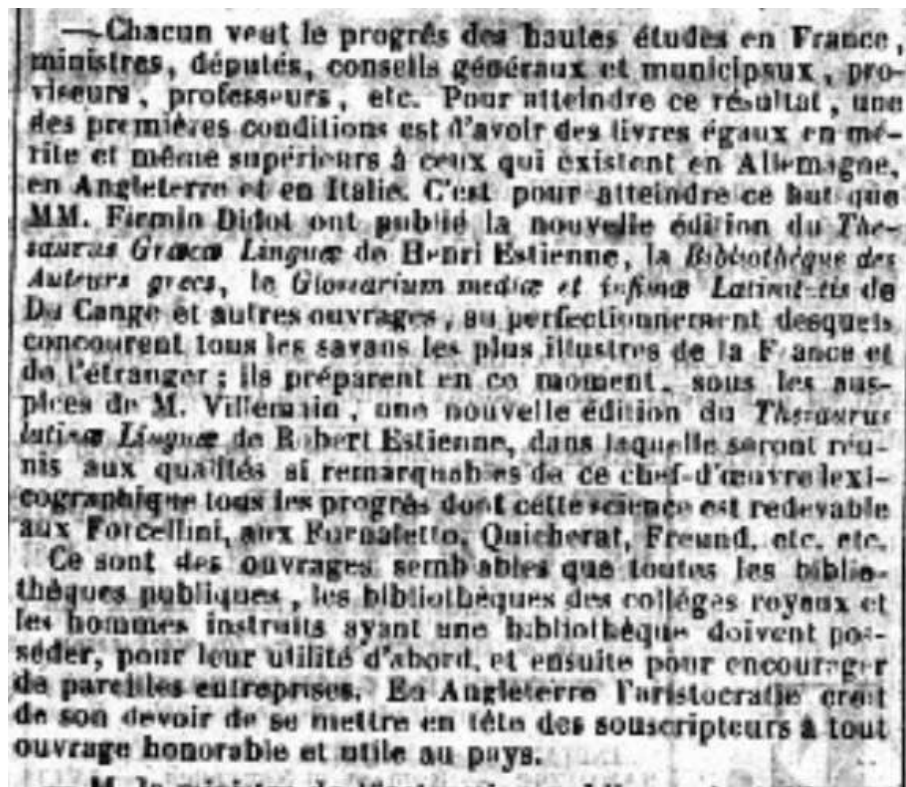 — Chacun veut le progrés des hautes études en France,
ministres, députés, conseils généraux et municipaux, pro-
viseurs, professeurs, etc. Pour atteindre ce résultat, une
des premières conditions est d'avoir des livres égaux en mé-
rite et même supérieurs à ceux qui existent en Allemagne,
en Angleterre et en Italie. C'est pour atteindre ce but que
MM. Firmin Didot ont publié la nouvelle édition du The-
saurus Græcæ Linguæ de Henri Estienne, la Bibliothèque des
Auteurs grecs, le Glossarium mediæ et infimæ Latinitatis de
Du Cange et autres ouvrages, au perfectionnement desquels
concourent tous les savans les plus illustres de la France et
de l'étranger; ils préparent en ce moment, sous les aus-
pices de M. Villemain, une nouvelle édition du Thesaurus
latinæ Linguæ de Robert Estienne, dans laquelle seront réu-
nis aux qualités si remarquables de ce chef-d'œuvre lexi-
cographique tous les progrès dont cette science est redevable
aux Forcellini, aux Furnaletto, Quicherat, Freund, etc. etc.
Ce sont des ouvrages semblables que toutes les biblio-
thèques publiques, les bibliothèques des colléges royaux et
les hommes instruits ayant une bibliothèque doivent pos-
séder, pour leur utilité d'abord, et ensuite pour encourager
de pareilles entreprises. En Angleterre l'aristocratie croit
de son devoir de se mettre en tête des souscripteurs à tout
ouvrage honorable et utile au pays.